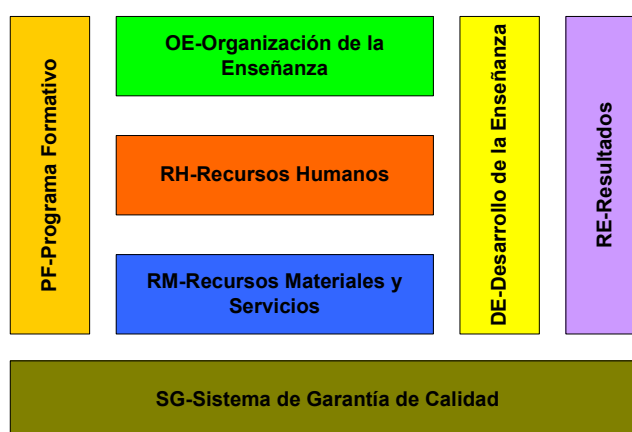 PF-Programa Formativo
OE-Organización de la
Enseñanza
RH-Recursos Humanos
RM-Recursos Materiales y
Servicios
DE-Desarrollo de la Enseñanza
RE-Resultados
SG-Sistema de Garantía de Calidad